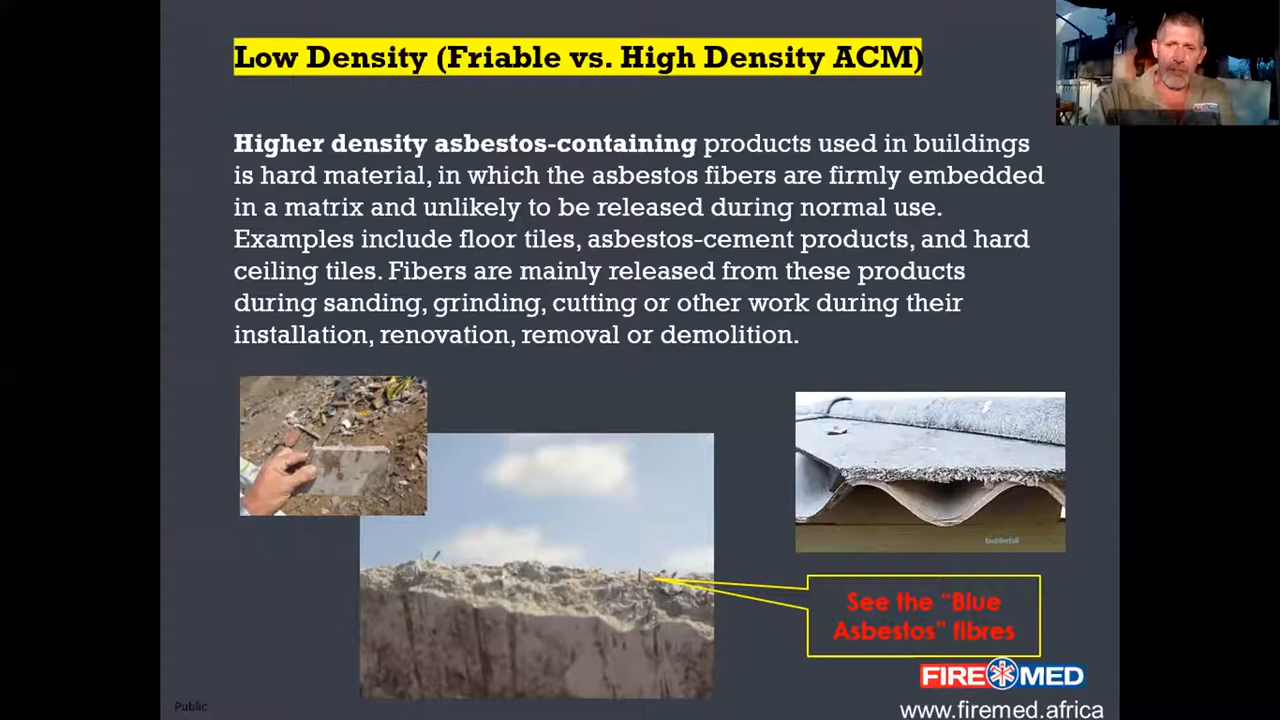 Low Density (Friable vs. High Density ACM)
Higher density asbestos-containing products used in buildings
is hard material, in which the asbestos fibers are firmly embedded
in a matrix and unlikely to be released during normal use.
Examples include floor tiles, asbestos-cement products, and hard
ceiling tiles. Fibers are mainly released from these products
during sanding, grinding, cutting or other work during their
installation, renovation, removal or demolition.
See the “Blue
Asbestos” fibres
FIRE MED
www.firemed.africa
Public